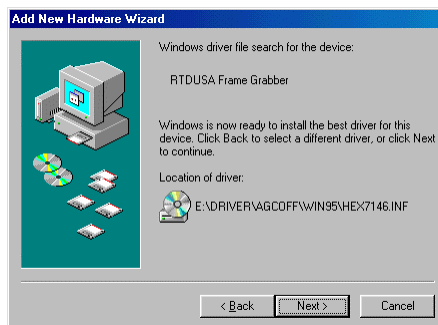 Add New Hardware Wizard
Windows driver file search for the device:
RTDUSA Frame Grabber
Windows is now ready to install the best driver for this
device. Click Back to select a different driver, or click Next
to continue.
Location of driver:
E:\DRIVER\AGCOFF\WIN95\HEX7146.INF
< Back
Next >
Cancel